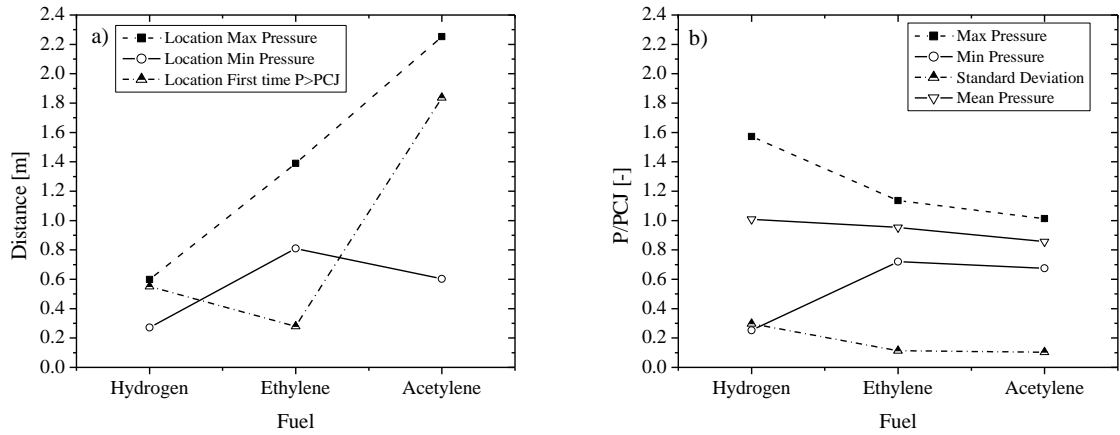 a)
Location Max Pressure
Location Min Pressure
Location First time P>PCJ
Distance [m]
2.4
2.2
2.0
1.8
1.6
1.4
1.2
1.0
0.8
0.6
0.4
0.2
0.0
Hydrogen Ethylene Acetylene
Fuel
b)
Max Pressure
Min Pressure
Standard Deviation
Mean Pressure
P/PCJ [-]
2.4
2.2
2.0
1.8
1.6
1.4
1.2
1.0
0.8
0.6
0.4
0.2
0.0
Hydrogen Ethylene Acetylene
Fuel